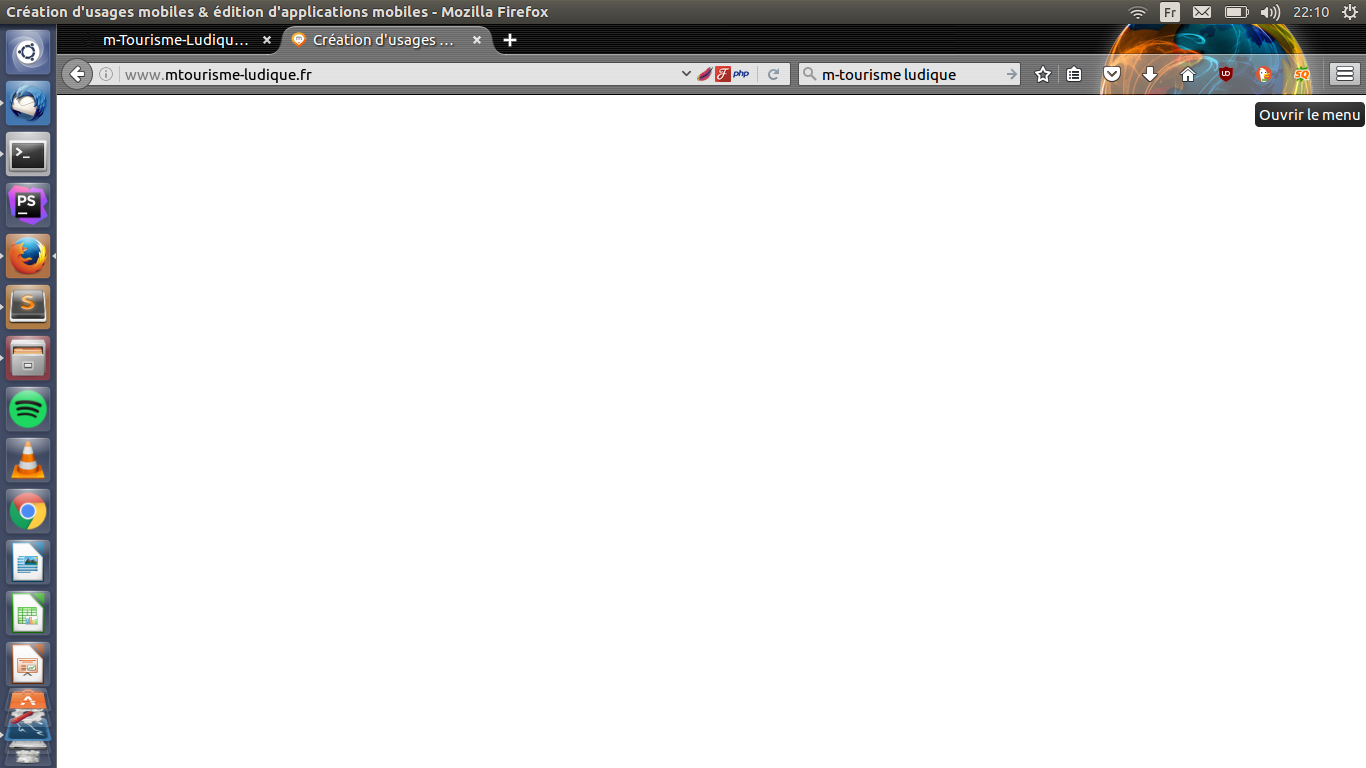 Création d'usages mobiles & édition d'applications mobiles - Mozilla Firefox
Fr
22:10
m-Tourisme-Ludiqu...
Création d'usages ...
www.mtourisme-ludique.fr
php
m-tourisme ludique
UD
SQ
Ouvrir le menu
>_
PS
S